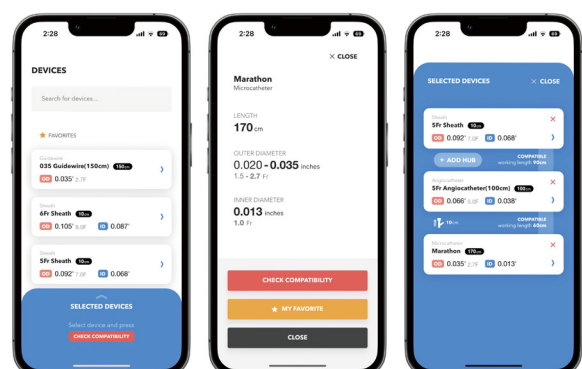 2:28
69
DEVICES
Search for devices...
FAVORITES
Guidewire
035 Guidewire(150cm) 150cm
OD 0.035" 2.7F
Sheath
6Fr Sheath 10cm
OD 0.105" 8.0F ID 0.087"
Sheath
5Fr Sheath 10cm
OD 0.092" 7.0F ID 0.068"
SELECTED DEVICES
Select device and press
CHECK COMPATIBILITY
2:28
69
× CLOSE
Marathon
Microcatheter
LENGTH
170 cm
OUTER DIAMETER
0.020 - 0.035 inches
1.5 - 2.7 Fr
INNER DIAMETER
0.013 inches
1.0 Fr
CHECK COMPATIBILITY
MY FAVORITE
CLOSE
2:28
69
SELECTED DEVICES × CLOSE
Sheath
5Fr Sheath 10cm
OD 0.092" 7.0F ID 0.068"
+ ADD HUB
COMPATIBLE
working length 90cm
Angiocatheter
5Fr Angiocatheter(100cm) 100cm
OD 0.066" 5.0F ID 0.038"
10cm
COMPATIBLE
working length 60cm
Microcatheter
Marathon 170cm
OD 0.035" 2.7F ID 0.013"